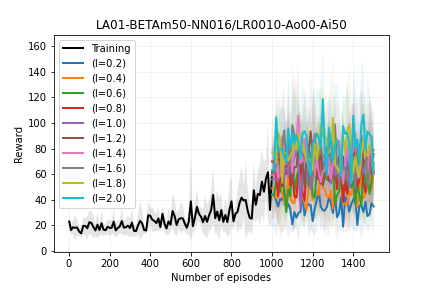 LA01-BETAm50-NN016/LR0010-Ao00-Ai50
Reward
160
140
120
100
80
60
40
20
0
Training
(l=0.2)
(l=0.4)
(l=0.6)
(l=0.8)
(l=1.0)
(l=1.2)
(l=1.4)
(l=1.6)
(l=1.8)
(l=2.0)
0 200 400 600 800 1000 1200 1400
Number of episodes